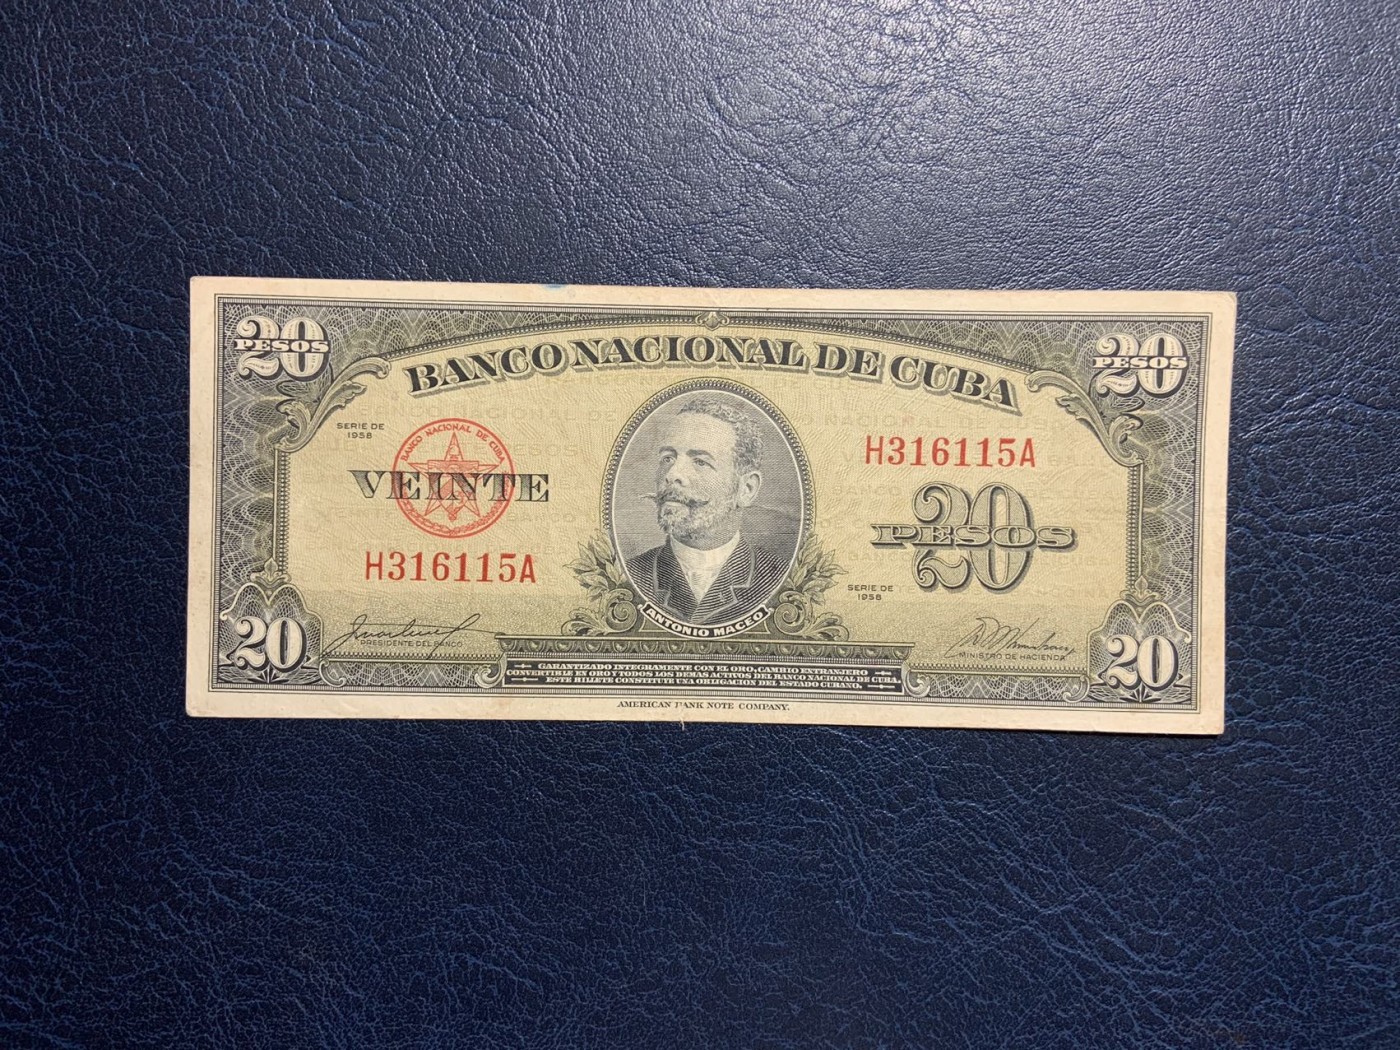 20 PESOS
20 PESOS
BANCO NACIONAL DE CUBA
SERIE DE
1958
BANCO NACIONAL DE CUBA
VEINTE
H316115A
H316115A
20 PESOS
SERIE DE
1958
ANTONIO MACEO
20
PRESIDENTE DEL BANCO
MINISTRO DE HACIENDA
20
GARANTIZADO INTEGRAMENTE CON EL ORO, CAMBIO EXTRANJERO
CONVERTIBLE EN ORO Y TODOS LOS DEMAS ACTIVOS DEL BANCO NACIONAL DE CUBA.
ESTE BILLETE CONSTITUYE UNA OBLIGACION DEL ESTADO CUBANO.
AMERICAN BANK NOTE COMPANY.